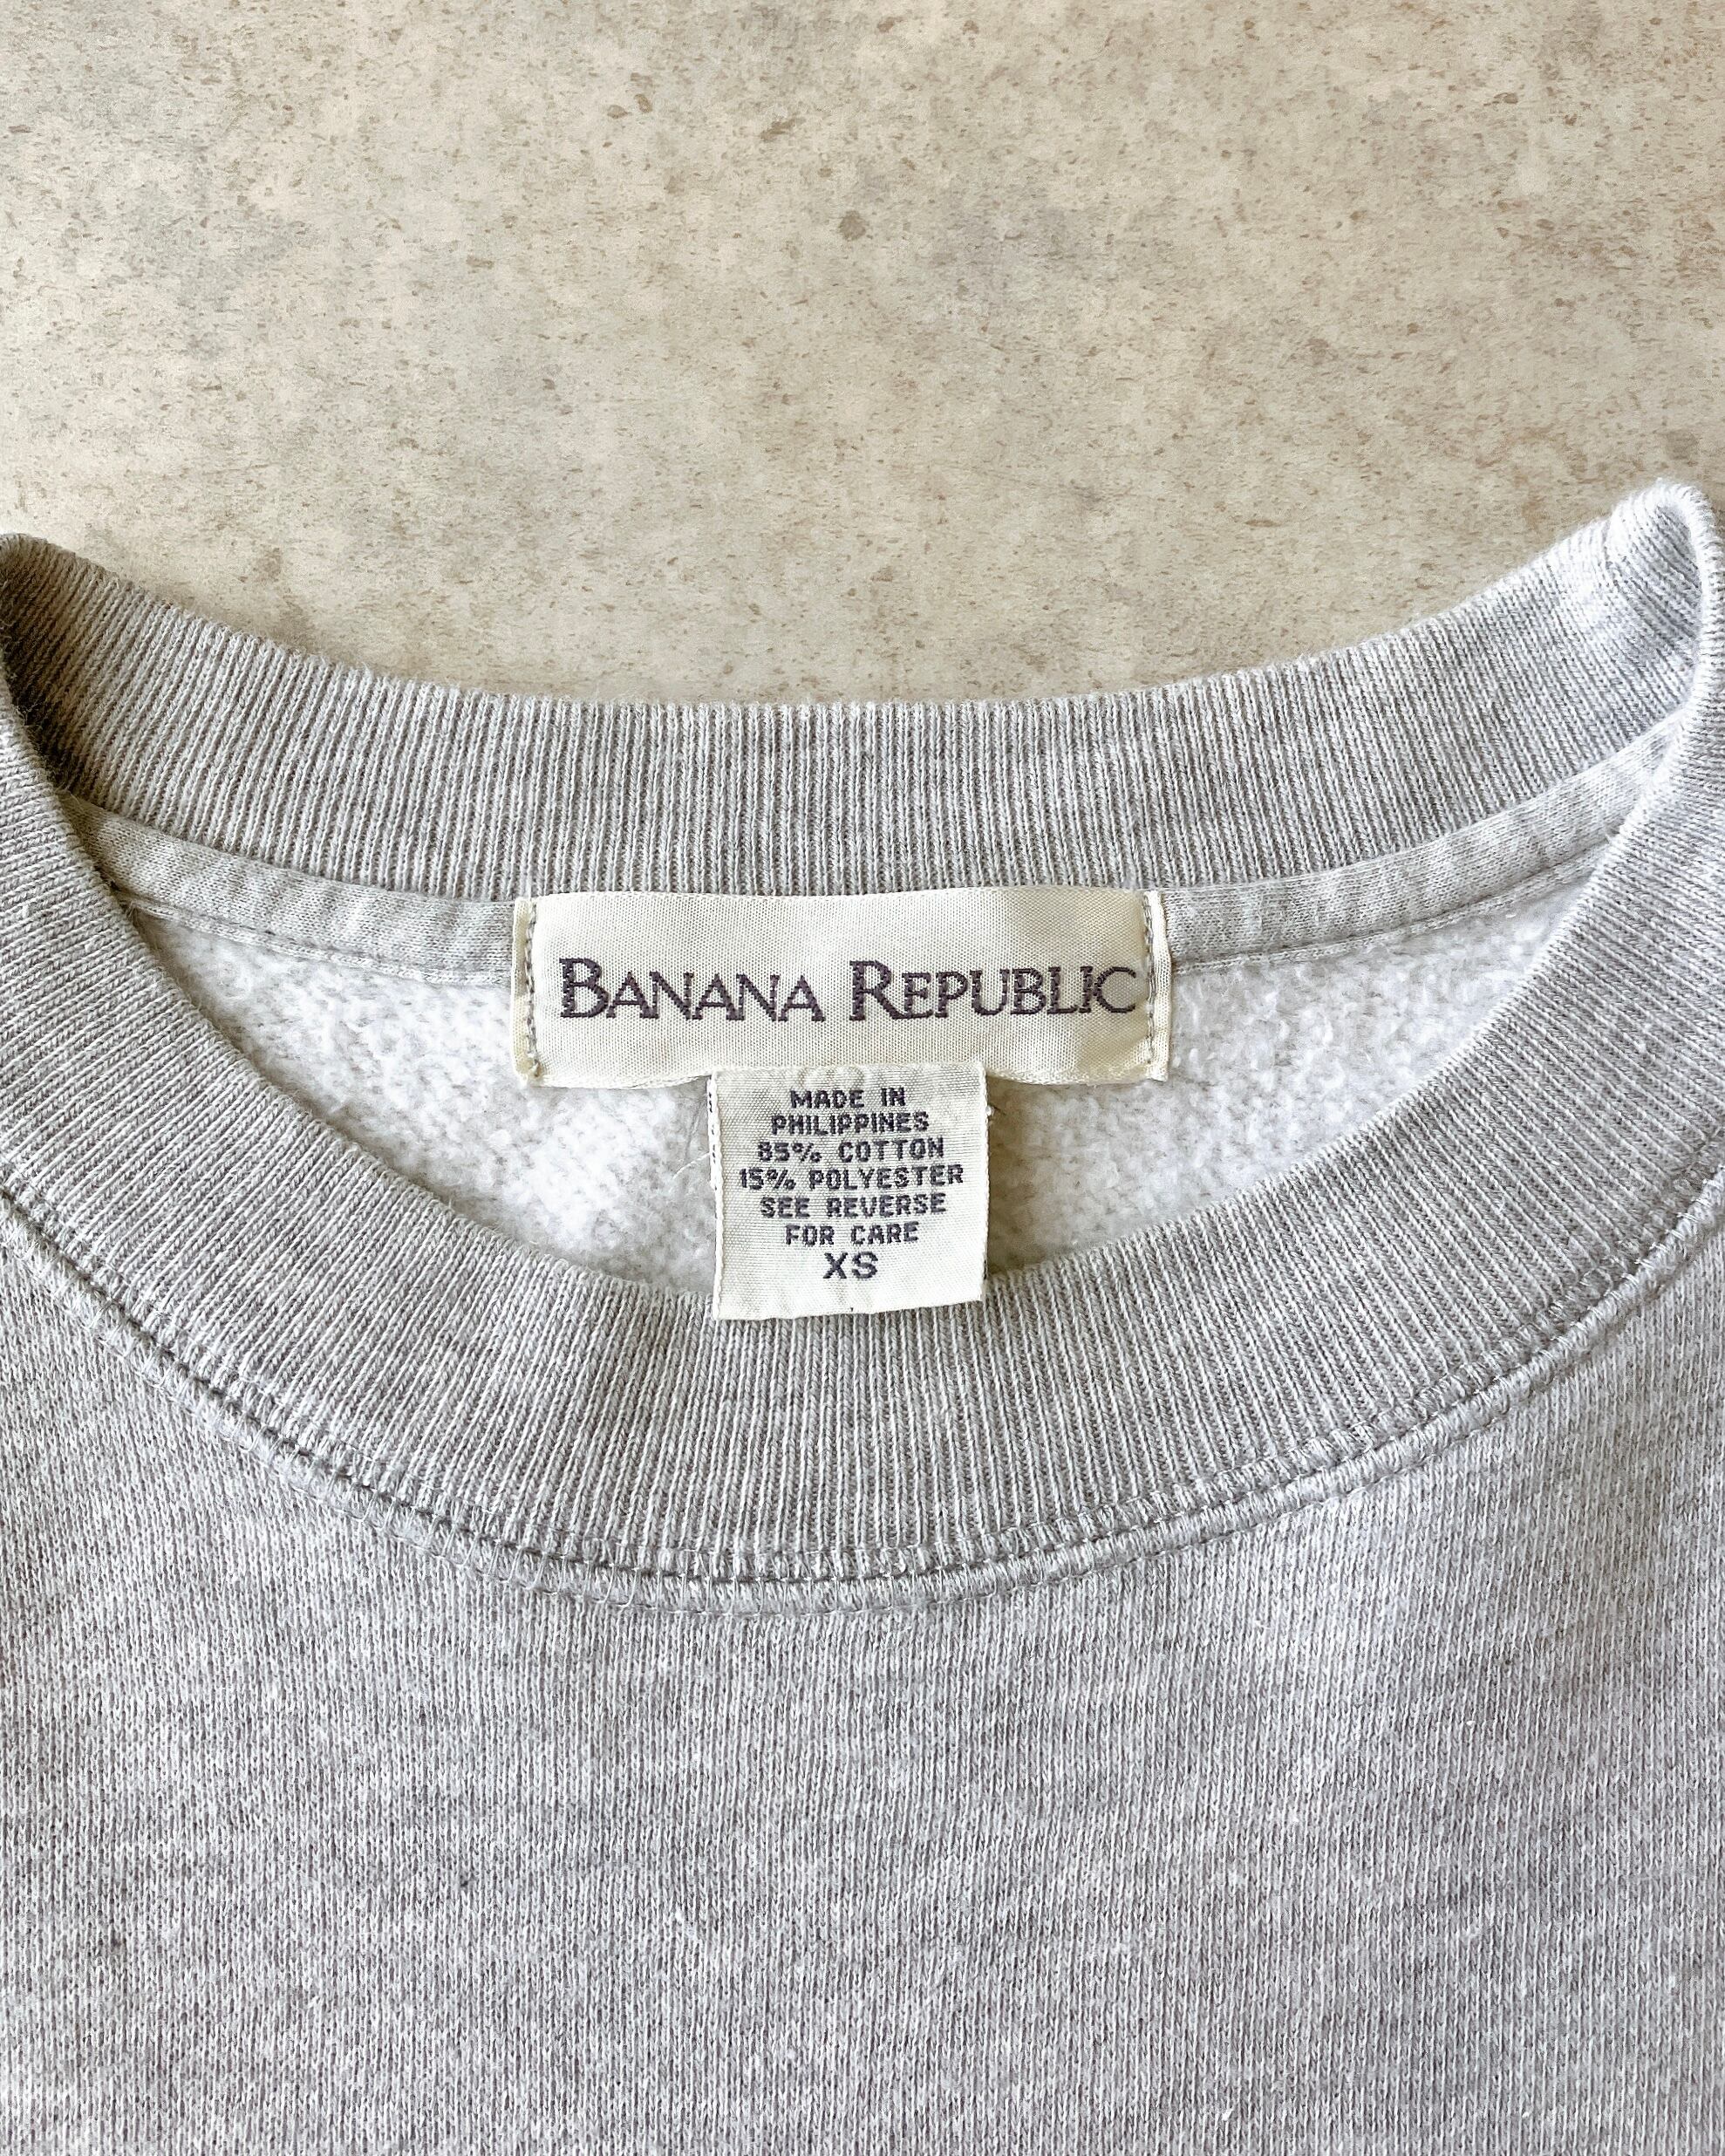 BANANA REPUBLIC
MADE IN
PHILIPPINES
85% COTTON
15% POLYESTER
SEE REVERSE
FOR CARE
XS